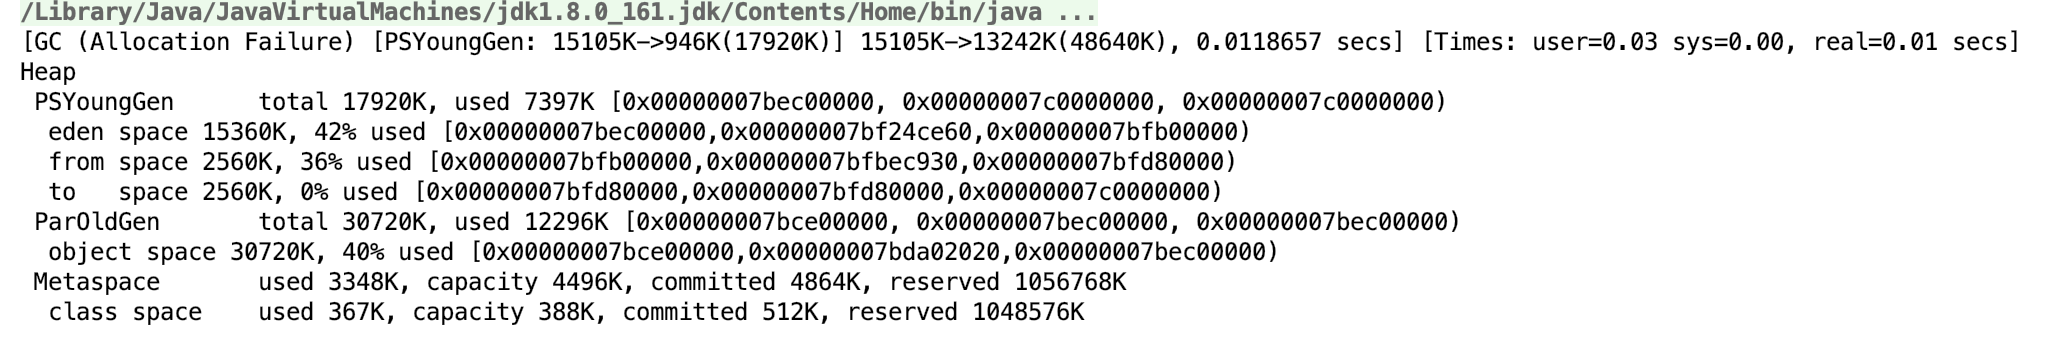 /Library/Java/JavaVirtualMachines/jdk1.8.0_161.jdk/Contents/Home/bin/java ...
[GC (Allocation Failure) [PSYoungGen: 15105K->946K(17920K)] 15105K->13242K(48640K), 0.0118657 secs] [Times: user=0.03 sys=0.00, real=0.01 secs]
Heap
 PSYoungGen      total 17920K, used 7397K [0x00000007bec00000, 0x00000007c0000000, 0x00000007c0000000)
  eden space 15360K, 42% used [0x00000007bec00000,0x00000007bf24ce60,0x00000007bfb00000)
  from space 2560K, 36% used [0x00000007bfb00000,0x00000007bfbec930,0x00000007bfd80000)
  to   space 2560K, 0% used [0x00000007bfd80000,0x00000007bfd80000,0x00000007c0000000)
 ParOldGen       total 30720K, used 12296K [0x00000007bce00000, 0x00000007bec00000, 0x00000007bec00000)
  object space 30720K, 40% used [0x00000007bce00000,0x00000007bda02020,0x00000007bec00000)
 Metaspace       used 3348K, capacity 4496K, committed 4864K, reserved 1056768K
  class space    used 367K, capacity 388K, committed 512K, reserved 1048576K